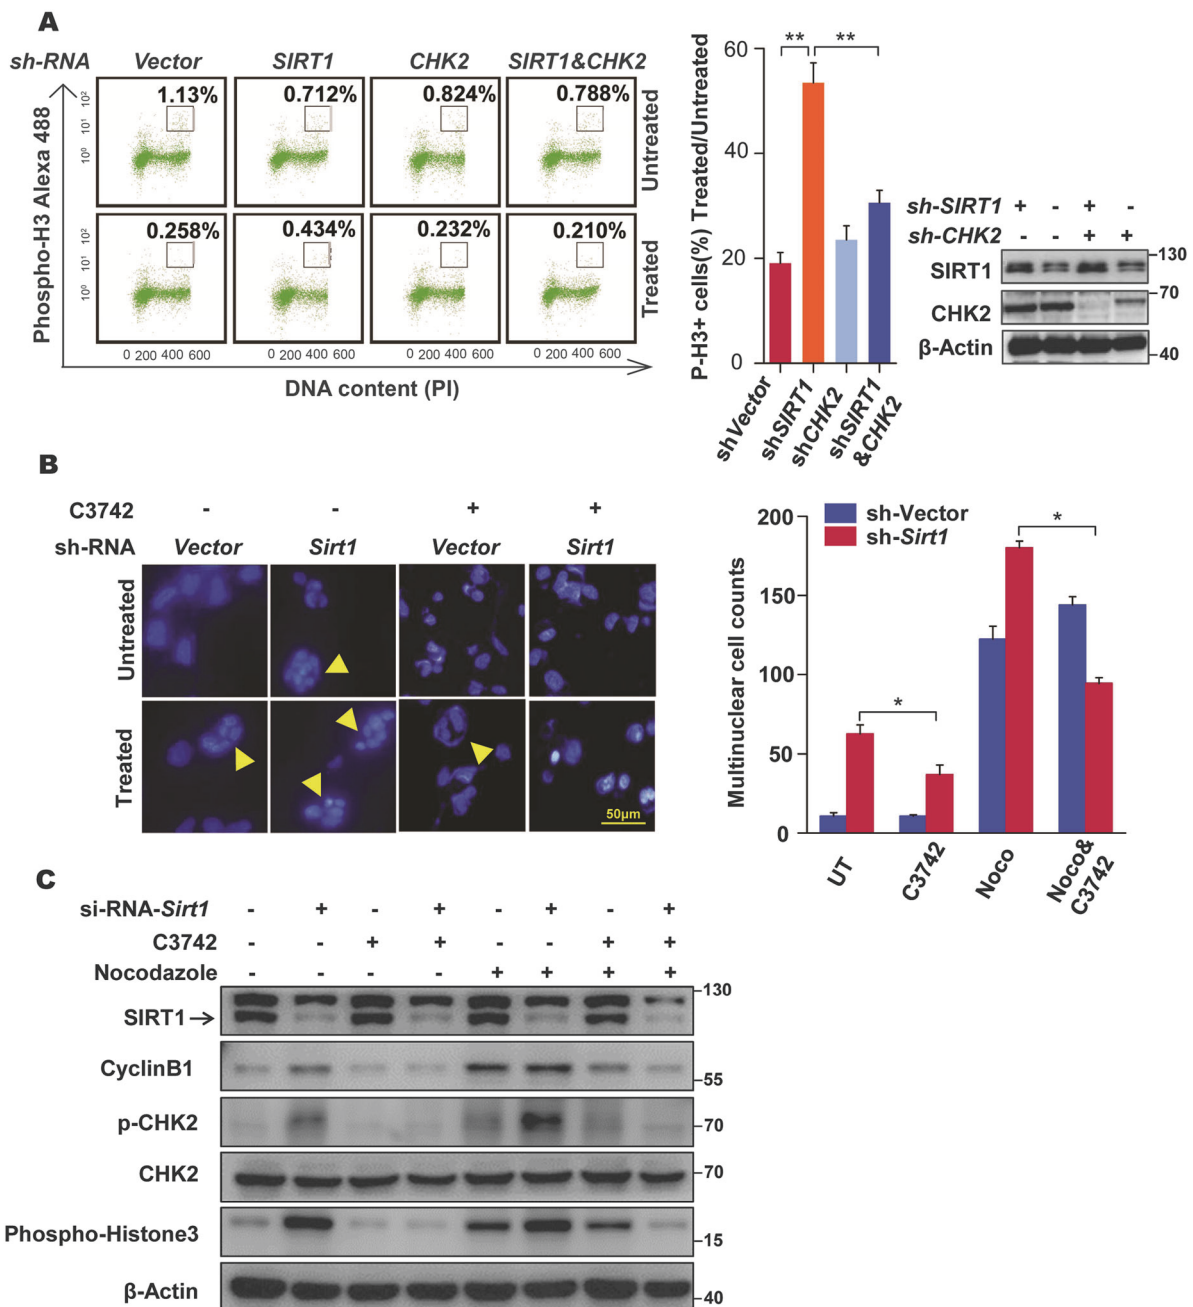 A
sh-RNA Vector SIRT1 CHK2 SIRT1&CHK2
1.13% 0.712% 0.824% 0.788%
Untreated
0.258% 0.434% 0.232% 0.210%
Treated
Phospho-H3 Alexa 488
10² 10¹ 10⁰
10² 10¹ 10⁰
0 200 400 600 0 200 400 600 0 200 400 600 0 200 400 600
DNA content (PI)
P-H3+ cells(%) Treated/Untreated
60
40
20
0
** **
shVector
shSIRT1
shCHK2
shSIRT1
&CHK2
sh-SIRT1 + - + -
sh-CHK2 - - + +
SIRT1 130
70
CHK2
β-Actin 40
B
C3742 - - + +
sh-RNA Vector Sirt1 Vector Sirt1
Untreated
Treated
50μm
Multinuclear cell counts
200
150
100
50
0
sh-Vector
sh-Sirt1
*
*
UT
C3742
Noco
Noco&
C3742
C
si-RNA-Sirt1 - + - + - + - +
C3742 - - + + - - + +
Nocodazole - - - - + + + +
130
SIRT1
CyclinB1
55
p-CHK2 70
CHK2 70
Phospho-Histone3
15
β-Actin 40